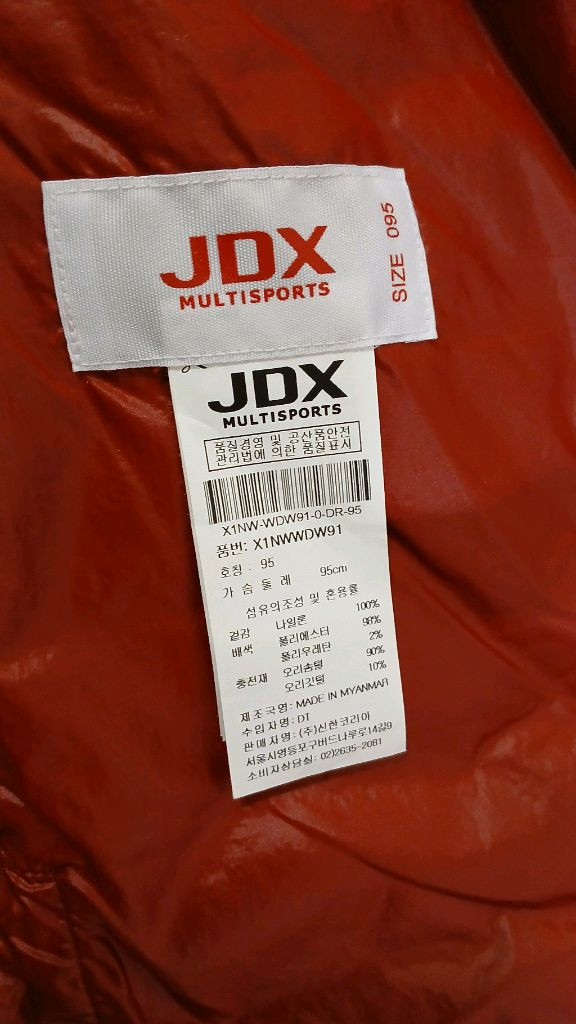 JDX
MULTISPORTS
SIZE 095
JDX
MULTISPORTS
품질경영 및 공산품안전
관리법에 의한 품질표시
X1NW-WDW91-0-DR-95
품번: X1NWWDW91
호칭 : 95
가 슴 둘 레 95cm
섬유의조성 및 혼용률
겉감 나일론 100%
배색 폴리에스터 98%
폴리우레탄 2%
충전재 오리솜털 90%
오리깃털 10%
제조국명: MADE IN MYANMAR
수입자명: DT
판매자명: (주)신한코리아
서울시영등포구버드나루로14길9
소비자상담실: 02)2635-2081